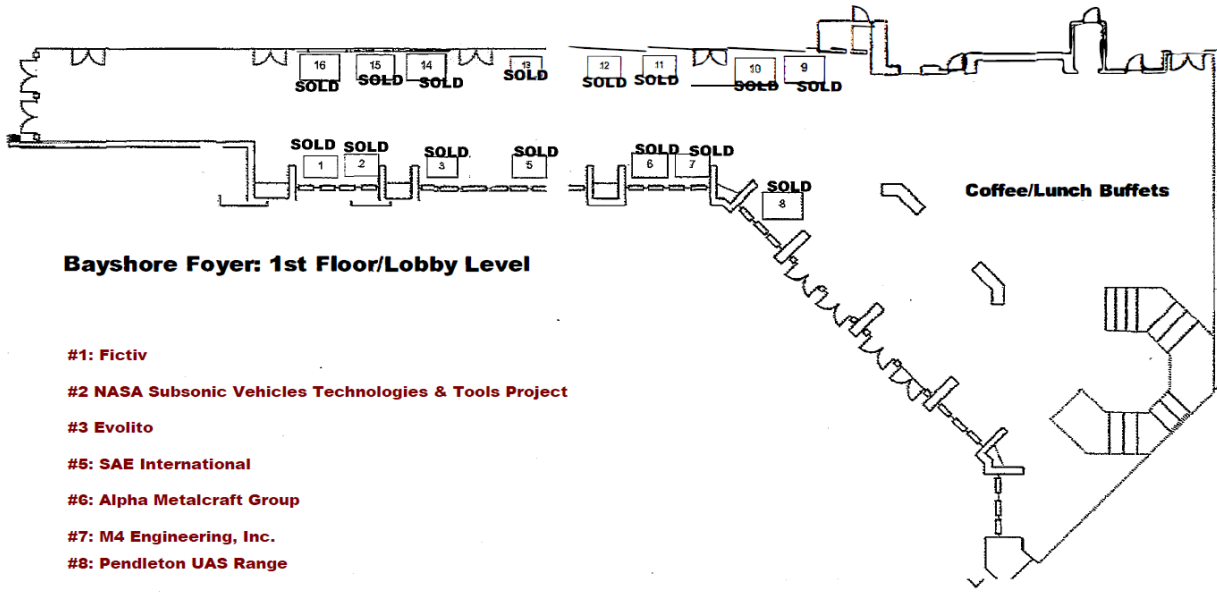 16 15 14 13 12 11 10 9
SOLD SOLD SOLD SOLD SOLD SOLD SOLD SOLD
SOLD SOLD SOLD SOLD SOLD SOLD
1 2 3 5 6 7
SOLD
8
Coffee/Lunch Buffets
Bayshore Foyer: 1st Floor/Lobby Level
#1: Fictiv
#2 NASA Subsonic Vehicles Technologies & Tools Project
#3 Evolito
#5: SAE International
#6: Alpha Metalcraft Group
#7: M4 Engineering, Inc.
#8: Pendleton UAS Range